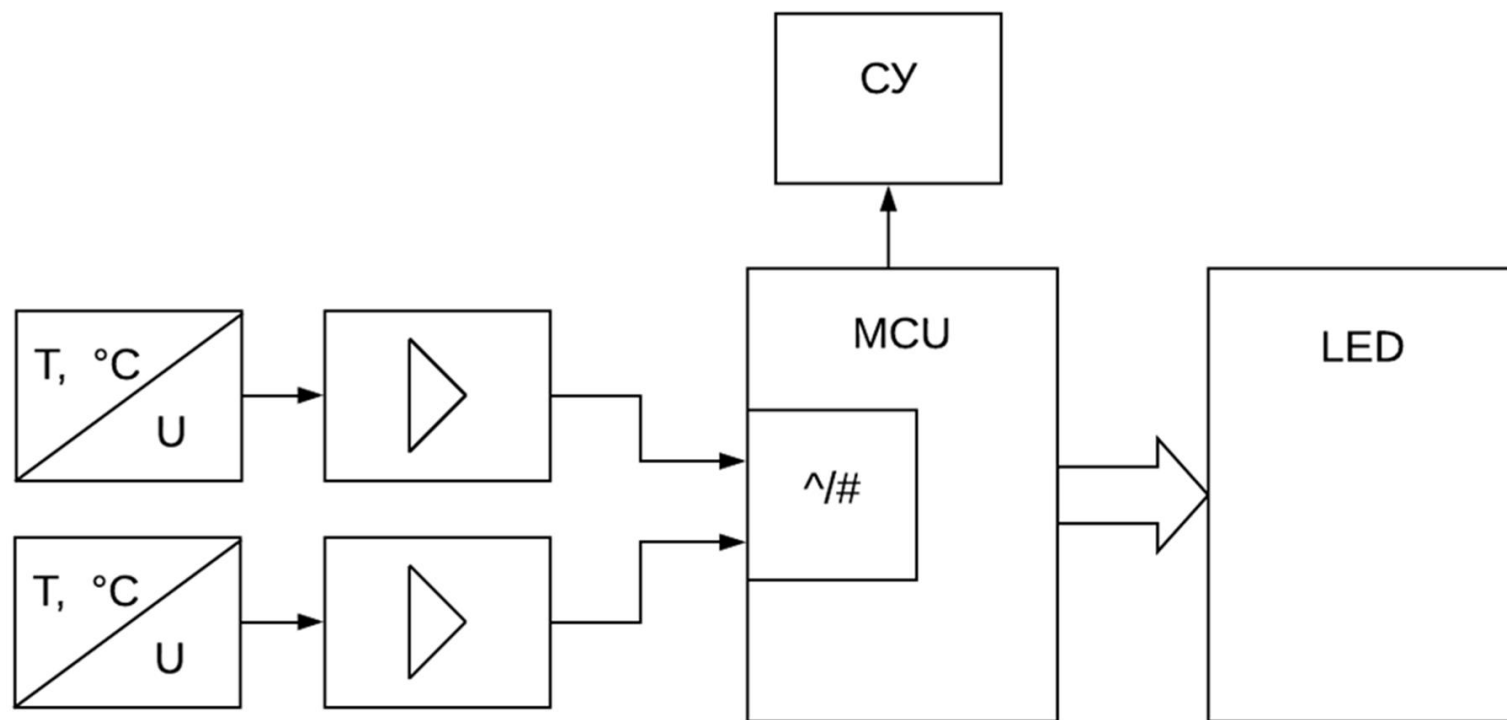 СУ
MCU
LED
T, °C
U
^/#
T, °C
U